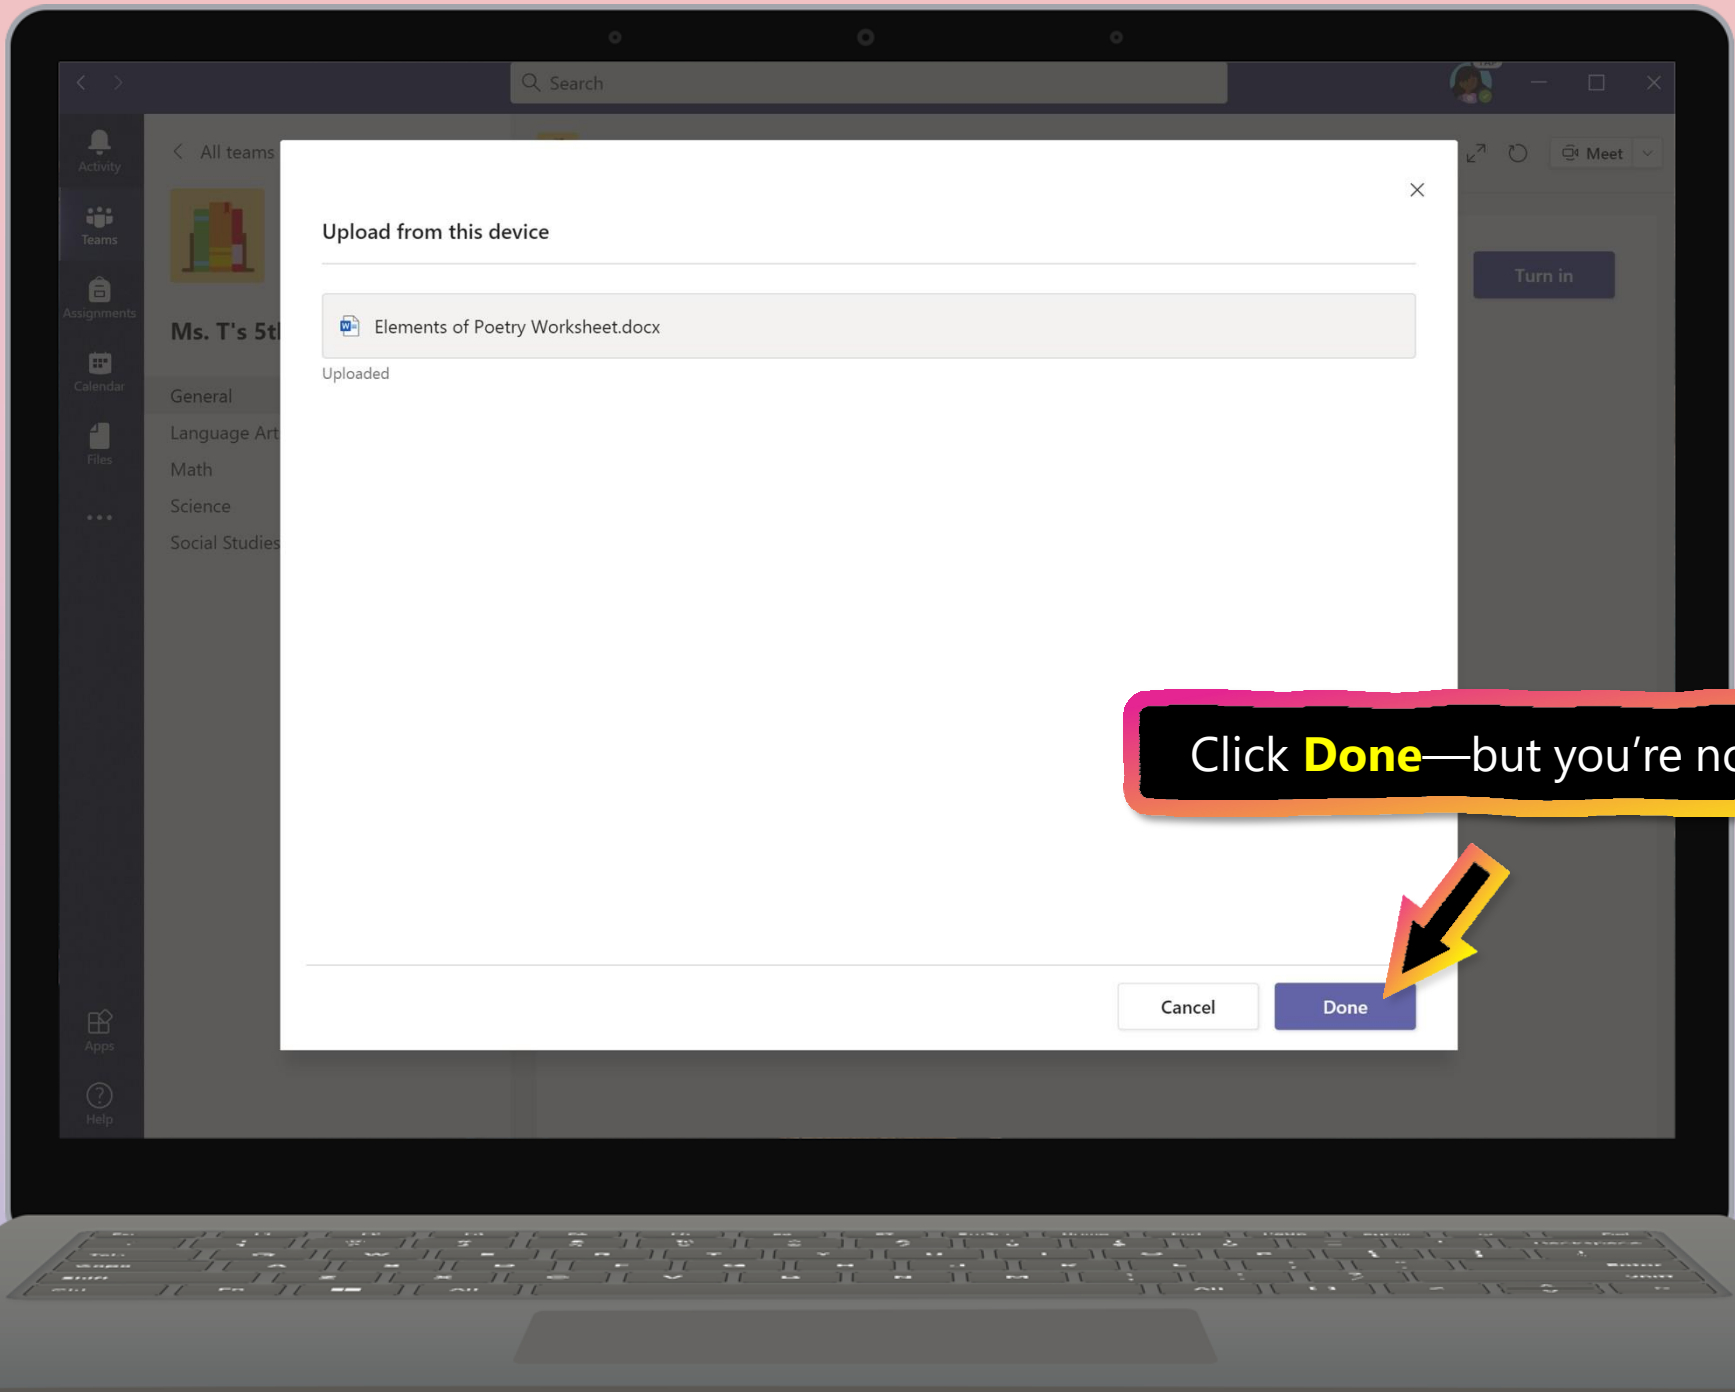 Search
Activity
All teams
Meet
Upload from this device
Teams
Turn in
Assignments
Elements of Poetry Worksheet.docx
Ms. T's 5th
Uploaded
Calendar
General
Language Art
Files
Math
Science
Social Studies
Click Done—but you're no
Cancel
Done
Apps
Help